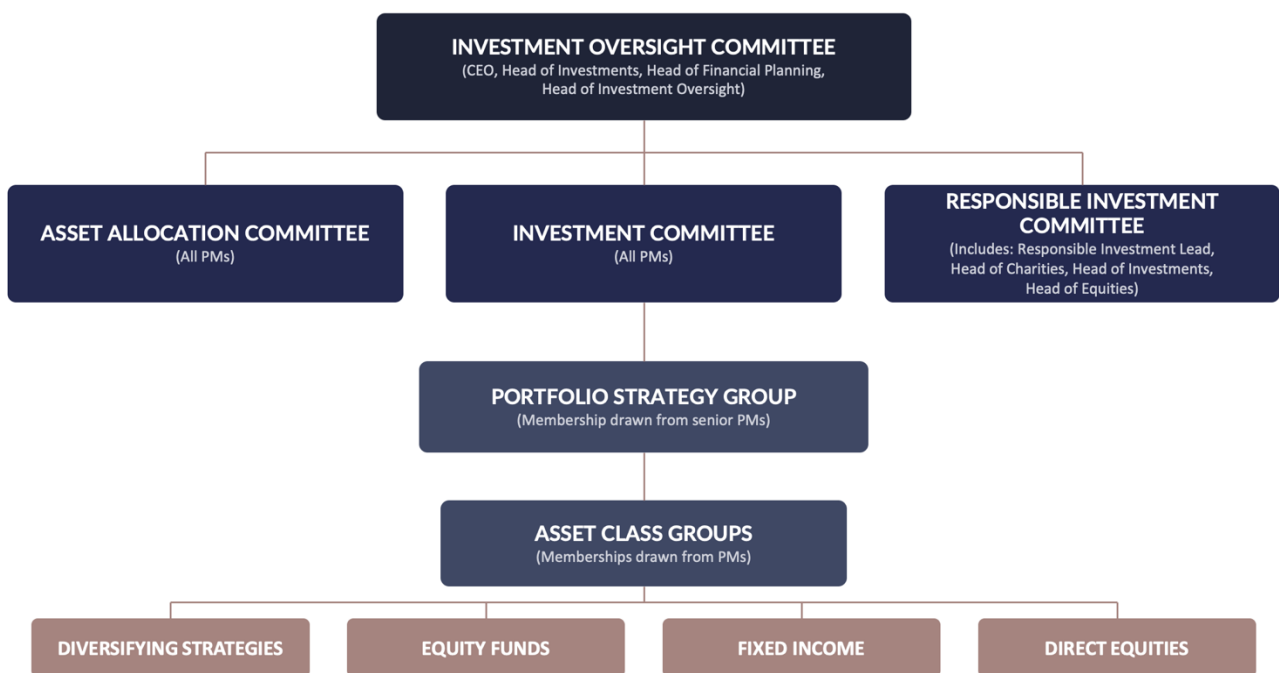 INVESTMENT OVERSIGHT COMMITTEE
(CEO, Head of Investments, Head of Financial Planning,
Head of Investment Oversight)
ASSET ALLOCATION COMMITTEE
(All PMs)
INVESTMENT COMMITTEE
(All PMs)
RESPONSIBLE INVESTMENT
COMMITTEE
(Includes: Responsible Investment Lead,
Head of Charities, Head of Investments,
Head of Equities)
PORTFOLIO STRATEGY GROUP
(Membership drawn from senior PMs)
ASSET CLASS GROUPS
(Memberships drawn from PMs)
DIVERSIFYING STRATEGIES
EQUITY FUNDS
FIXED INCOME
DIRECT EQUITIES